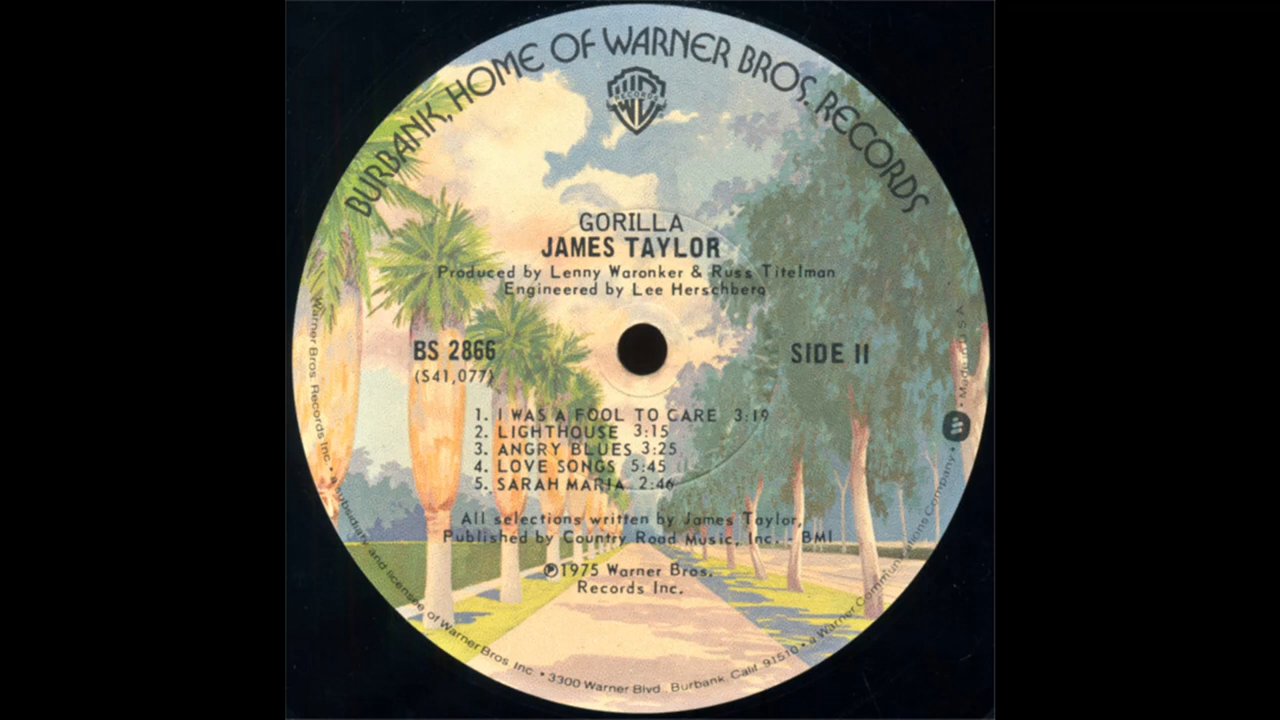 BURBANK, HOME OF WARNER BROS. RECORDS
W B
RECORDS
GORILLA
JAMES TAYLOR
Produced by Lenny Waronker & Russ Titelman
Engineered by Lee Herschberg
BS 2866
SIDE II
(S41,077)
1. I WAS A FOOL TO CARE 3:19
2. LIGHTHOUSE 3:15
3. ANGRY BLUES 3:25
4. LOVE SONGS 5:45
5. SARAH MARIA 2:46
All selections written by James Taylor,
Published by Country Road Music, Inc. - BMI
℗1975 Warner Bros.
Records Inc.
Warner Bros. Records Inc. • a subsidiary and licensee of Warner Bros. Inc. • 3300 Warner Blvd., Burbank, Calif. 91510 • a Warner Communications Company • Made in U S A